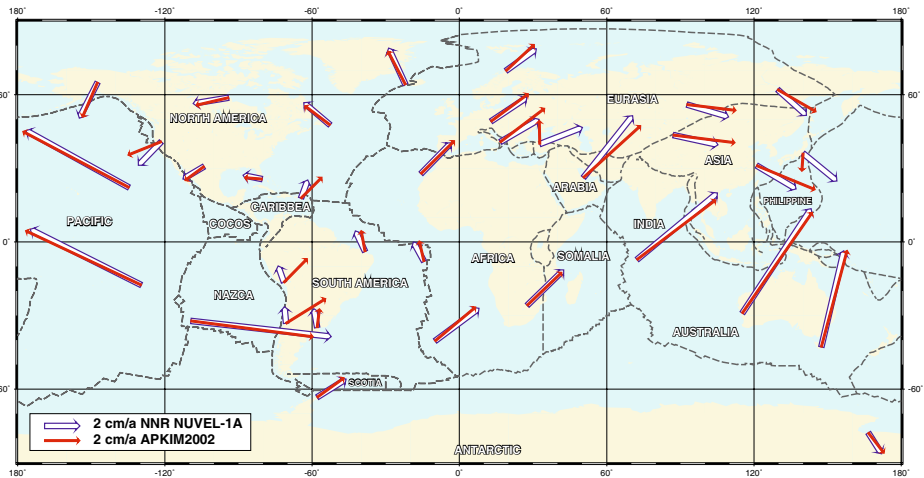 180˚ -120˚ -60˚ 0˚ 60˚ 120˚ 180˚
60˚ 60˚
EURASIA
NORTH AMERICA
ASIA
ARABIA
CARIBBEA
PHILIPPINE
PACIFIC
COCOS
INDIA
0˚ 0˚
AFRICA
SOMALIA
SOUTH AMERICA
NAZCA
AUSTRALIA
SCOTIA
-60˚ -60˚
2 cm/a NNR NUVEL-1A
2 cm/a APKIM2002
ANTARCTIC
180˚ -120˚ -60˚ 0˚ 60˚ 120˚ 180˚